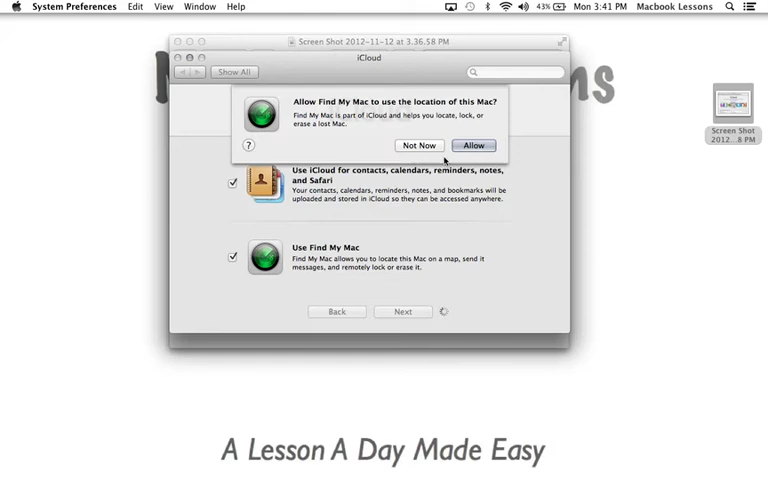 System Preferences Edit View Window Help 43% Mon 3:41 PM Macbook Lessons
Screen Shot 2012-11-12 at 3.36.58 PM
iCloud
Show All
Allow Find My Mac to use the location of this Mac?
Find My Mac is part of iCloud and helps you locate, lock, or
erase a lost Mac.
? Not Now Allow
Use iCloud for contacts, calendars, reminders, notes,
and Safari
Your contacts, calendars, reminders, notes, and bookmarks will be
uploaded and stored in iCloud so they can be accessed anywhere.
Use Find My Mac
Find My Mac allows you to locate this Mac on a map, send it
messages, and remotely lock or erase it.
Back Next
Screen Shot
2012...8 PM
A Lesson A Day Made Easy